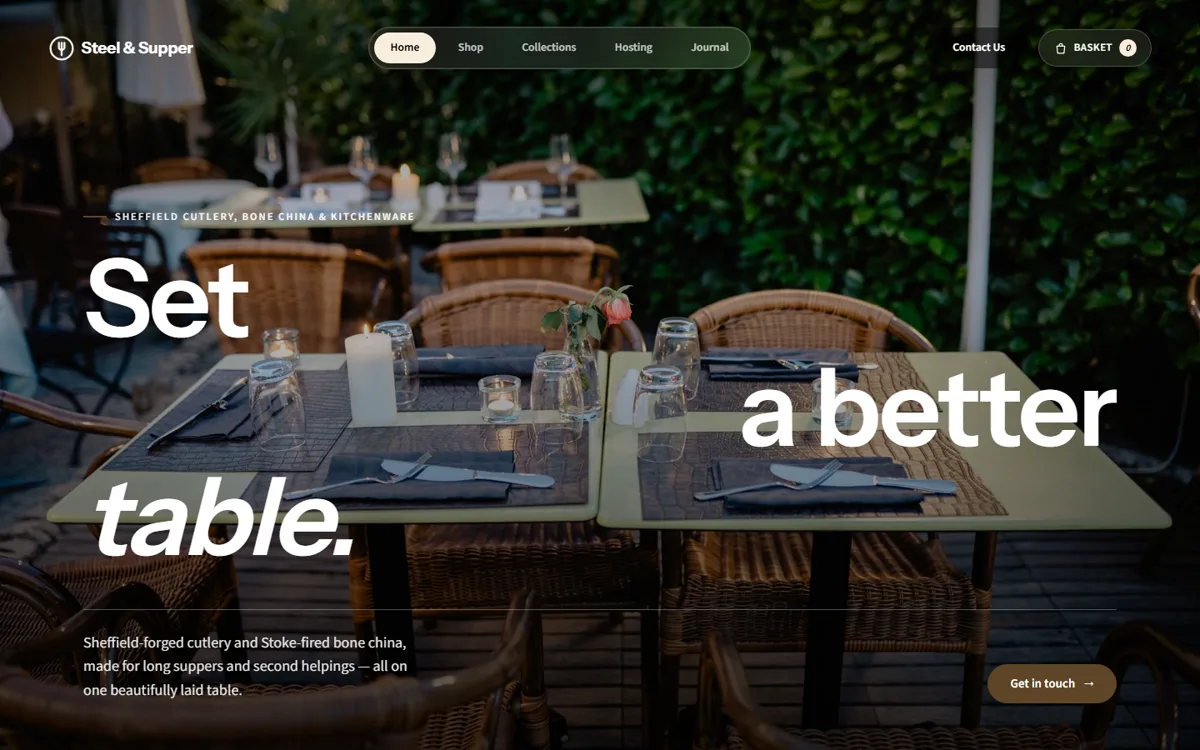 Steel & Supper
Home
Shop
Collections
Hosting
Journal
Contact Us
BASKET 0
SHEFFIELD CUTLERY, BONE CHINA & KITCHENWARE
Set
a better
table.
Sheffield-forged cutlery and Stoke-fired bone china,
made for long suppers and second helpings — all on
one beautifully laid table.
Get in touch →